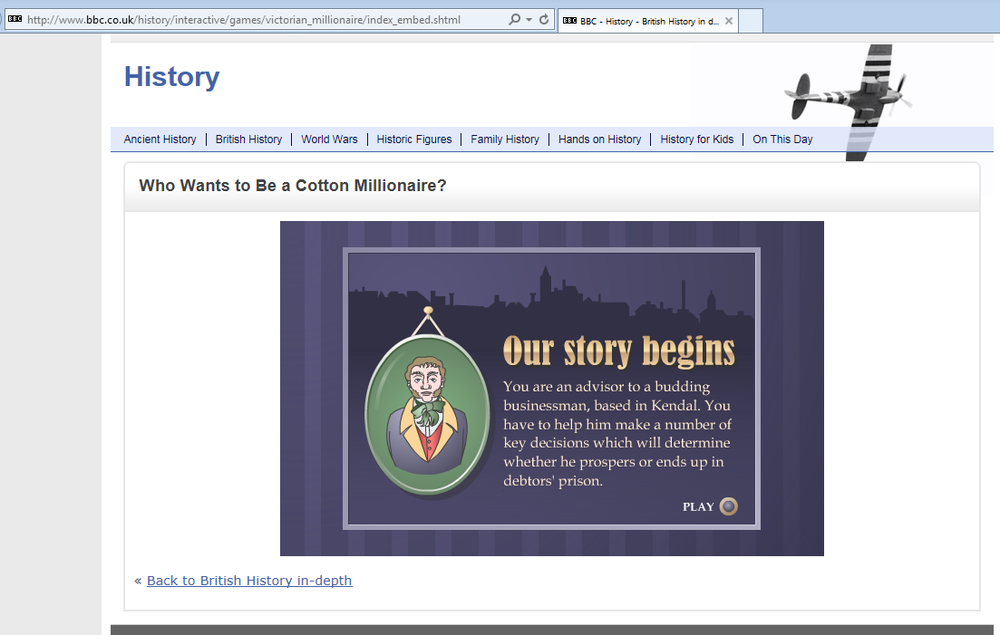 BBC http://www.bbc.co.uk/history/interactive/games/victorian_millionaire/index_embed.shtml BBC BBC - History - British History in d...
History
Ancient History | British History | World Wars | Historic Figures | Family History | Hands on History | History for Kids | On This Day
Who Wants to Be a Cotton Millionaire?
Our story begins
You are an advisor to a budding
businessman, based in Kendal. You
have to help him make a number of
key decisions which will determine
whether he prospers or ends up in
debtors' prison.
PLAY
« Back to British History in-depth